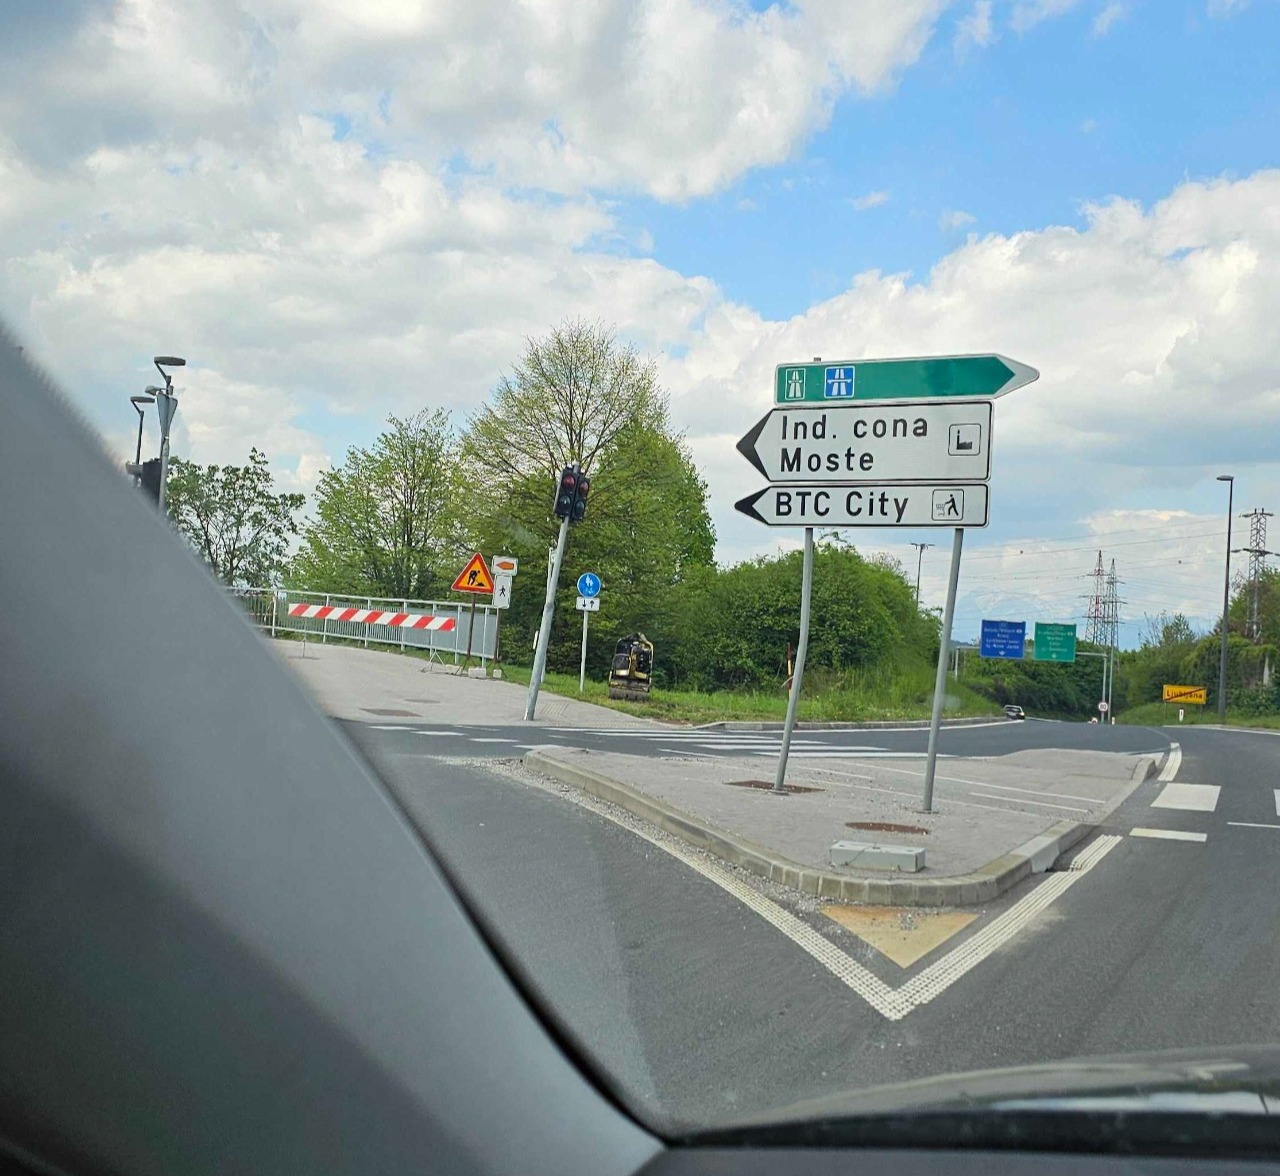 Ind. cona
Moste
BTC City
Ljubljana